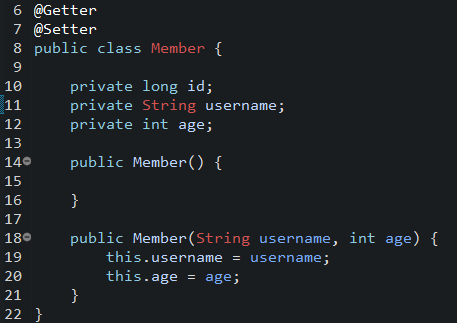 6 @Getter
7 @Setter
8 public class Member {
9
10     private long id;
11     private String username;
12     private int age;
13
14     public Member() {
15
16     }
17
18     public Member(String username, int age) {
19         this.username = username;
20         this.age = age;
21     }
22 }